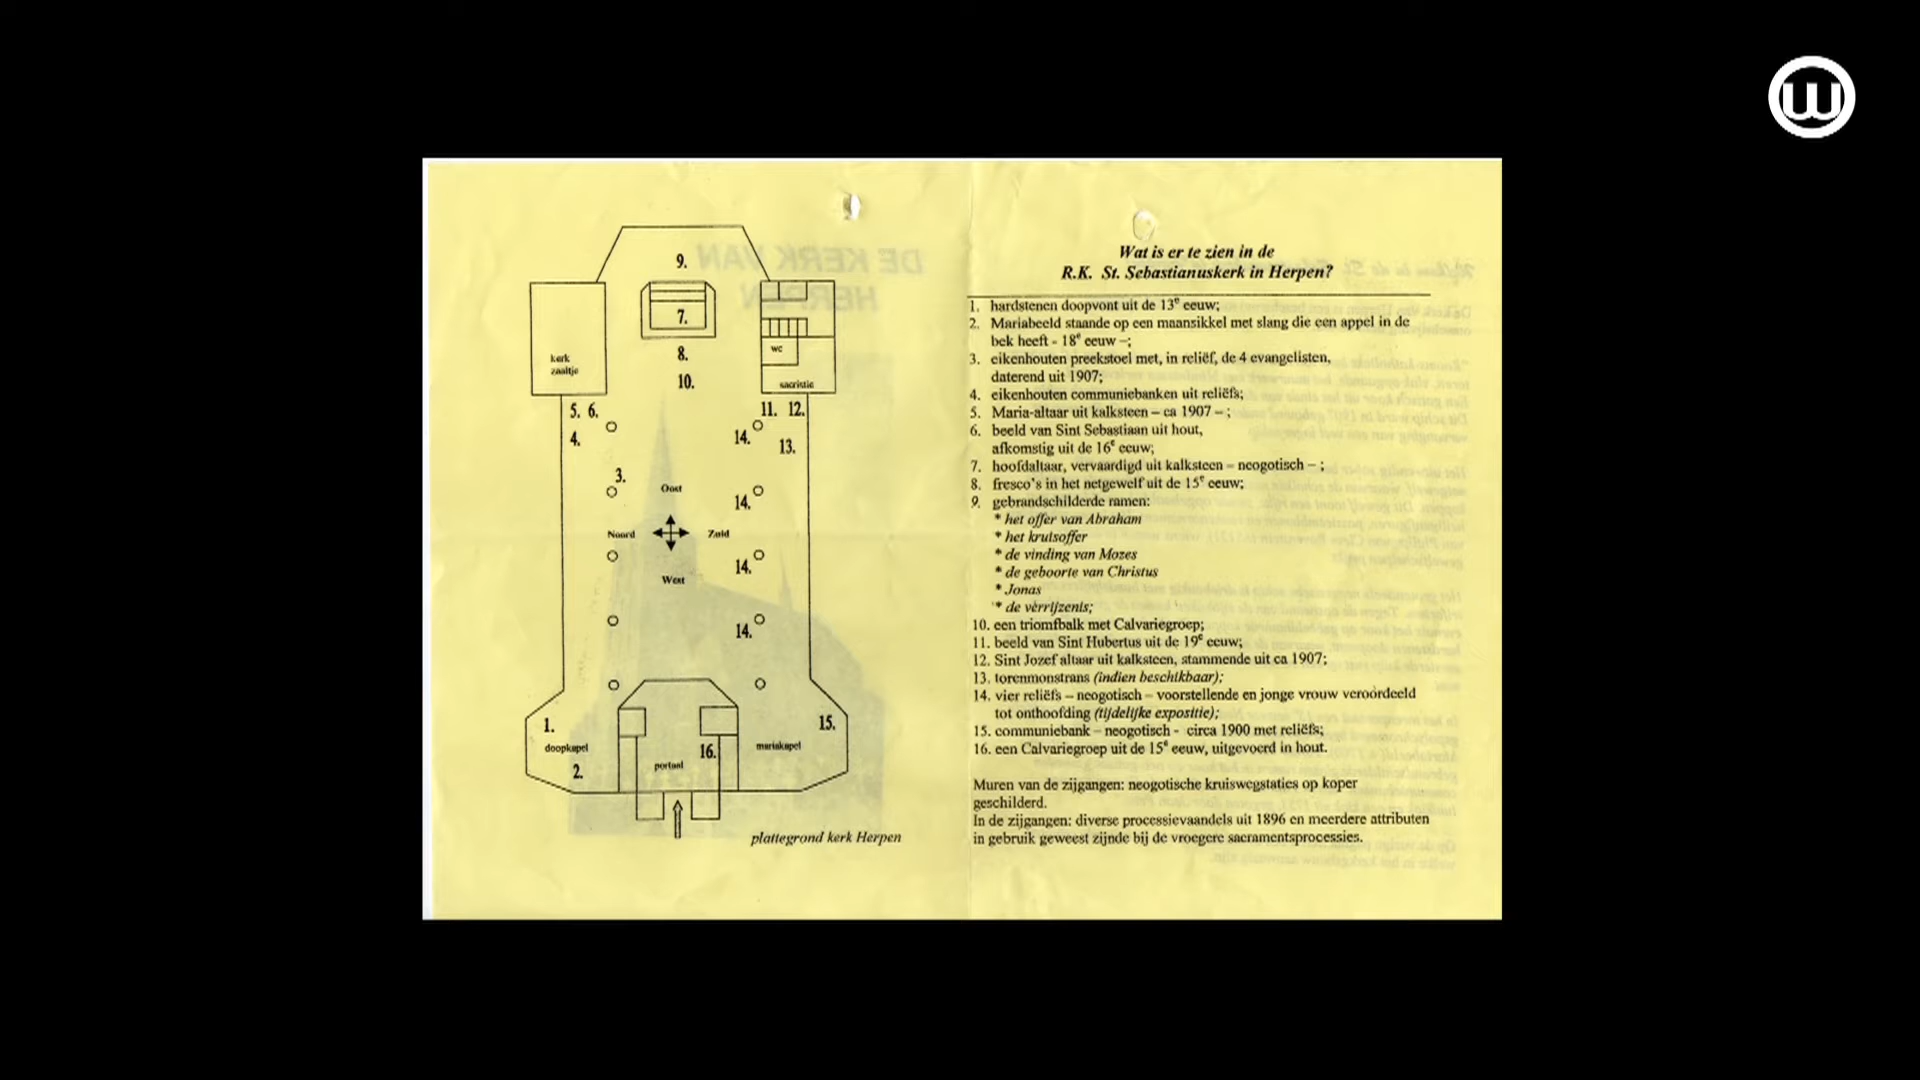 W
9.
7.
8.
10.
kerk
zaaltje
wc
sacristie
5. 6.
4.
11. 12.
14.
13.
3.
14.
Oost
Noord
Zuid
West
14.
14.
1.
doopkapel
2.
portaal
16.
mariakapel
15.
plattegrond kerk Herpen
DE KERK VAN
HERPEN
Wat is er te zien in de
R.K. St. Sebastianuskerk in Herpen?
1. hardstenen doopvont uit de 13e eeuw;
2. Mariabeeld staande op een maansikkel met slang die een appel in de
bek heeft - 18e eeuw –;
3. eikenhouten preekstoel met, in reliëf, de 4 evangelisten,
daterend uit 1907;
4. eikenhouten communiebanken uit reliëfs;
5. Maria-altaar uit kalksteen – ca 1907 – ;
6. beeld van Sint Sebastiaan uit hout,
afkomstig uit de 16e eeuw;
7. hoofdaltaar, vervaardigd uit kalksteen – neogotisch – ;
8. fresco's in het netgewelf uit de 15e eeuw;
9. gebrandschilderde ramen:
* het offer van Abraham
* het kruisoffer
* de vinding van Mozes
* de geboorte van Christus
* Jonas
* de verrijzenis;
10. een triomfbalk met Calvariegroep;
11. beeld van Sint Hubertus uit de 19e eeuw;
12. Sint Jozef altaar uit kalksteen, stammende uit ca 1907;
13. torenmonstrans (indien beschikbaar);
14. vier reliëfs – neogotisch – voorstellende en jonge vrouw veroordeeld
tot onthoofding (tijdelijke expositie);
15. communiebank – neogotisch - circa 1900 met reliëfs;
16. een Calvariegroep uit de 15e eeuw, uitgevoerd in hout.
Muren van de zijgangen: neogotische kruiswegstaties op koper
geschilderd.
In de zijgangen: diverse processievaandels uit 1896 en meerdere attributen
in gebruik geweest zijnde bij de vroegere sacramentsprocessies.